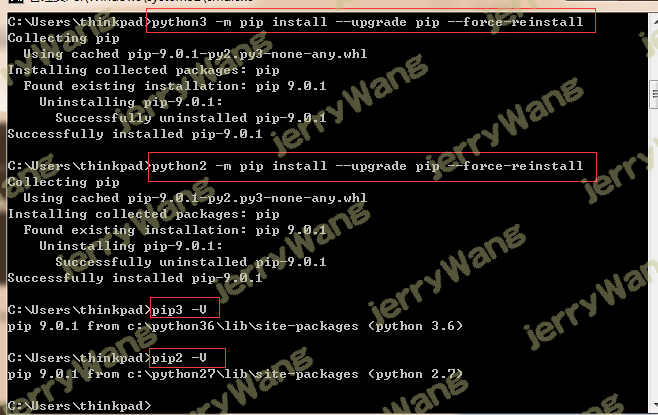 C:\Users\thinkpad>python3 -m pip install --upgrade pip --force-reinstall
Collecting pip
  Using cached pip-9.0.1-py2.py3-none-any.whl
Installing collected packages: pip
  Found existing installation: pip 9.0.1
    Uninstalling pip-9.0.1:
      Successfully uninstalled pip-9.0.1
Successfully installed pip-9.0.1
C:\Users\thinkpad>python2 -m pip install --upgrade pip --force-reinstall
Collecting pip
  Using cached pip-9.0.1-py2.py3-none-any.whl
Installing collected packages: pip
  Found existing installation: pip 9.0.1
    Uninstalling pip-9.0.1:
      Successfully uninstalled pip-9.0.1
Successfully installed pip-9.0.1
C:\Users\thinkpad>pip3 -V
pip 9.0.1 from c:\python36\lib\site-packages (python 3.6)
C:\Users\thinkpad>pip2 -V
pip 9.0.1 from c:\python27\lib\site-packages (python 2.7)
C:\Users\thinkpad>
jerryWang
jerryWang
jerryWang
jerryWang
jerryWang